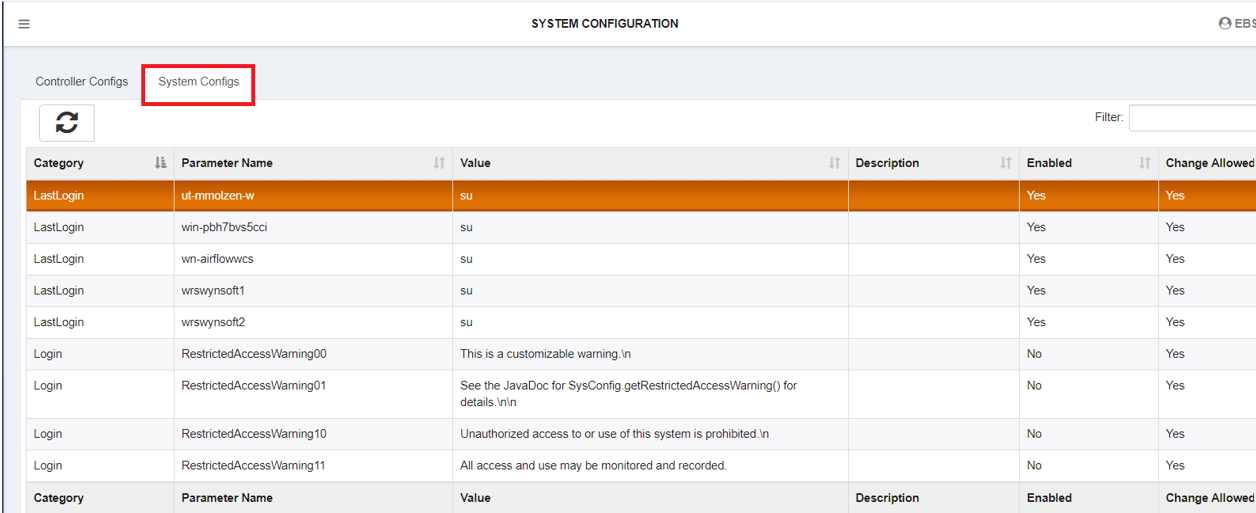 SYSTEM CONFIGURATION
EBS
Controller Configs System Configs
Filter:
Category Parameter Name Value Description Enabled Change Allowed
LastLogin ut-mmolzen-w su Yes Yes
LastLogin win-pbh7bvs5cci su Yes Yes
LastLogin wn-airflowwcs su Yes Yes
LastLogin wrswynsoft1 su Yes Yes
LastLogin wrswynsoft2 su Yes Yes
Login RestrictedAccessWarning00 This is a customizable warning.\n No Yes
Login RestrictedAccessWarning01 See the JavaDoc for SysConfig.getRestrictedAccessWarning() for No Yes
details.\n\n
Login RestrictedAccessWarning10 Unauthorized access to or use of this system is prohibited.\n No Yes
Login RestrictedAccessWarning11 All access and use may be monitored and recorded. No Yes
Category Parameter Name Value Description Enabled Change Allowed